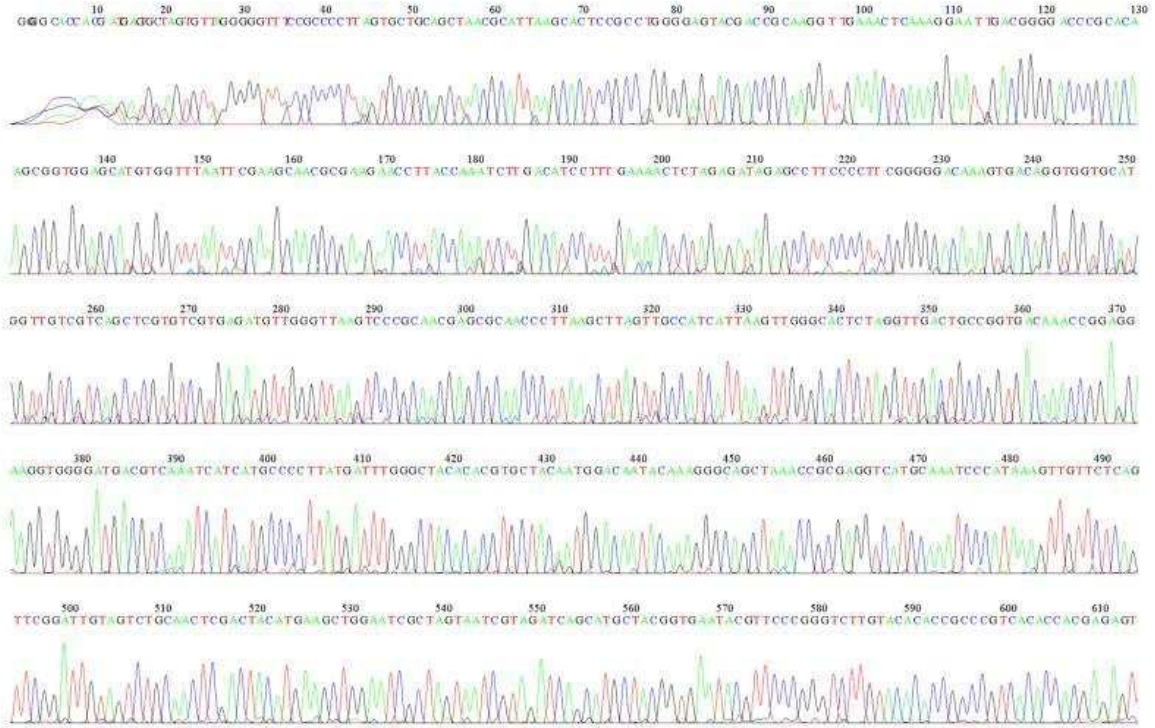 10 20 30 40 50 60 70 80 90 100 110 120 130
GGGCACCACGATGAGTGCTAGTGTTGGGGGGTTTCCGCCCCTTAGTGCTGCAGCTAACGCATTAAGCACTCCGCCTGGGGAGTACGACCGCAAGGTTGAAACTCAAAGGAATTGACGGGGACCCGCACA
140 150 160 170 180 190 200 210 220 230 240 250
AGCGGTGGAGCATGTGGTTTAATTCGAAGCAACGCGAAGAACCTTACCAAATCTTGACATCCTTTGAAAACTCTAGAGATAGAGCCTTCCCCTTCGGGGGACAAAGTGACAGGTGGTGCAT
260 270 280 290 300 310 320 330 340 350 360 370
GGTTGTCGTCAGCTCGTGTCGTGAGATGTTGGGTTAAGTCCCGCAACGAGCGCAACCCTTAAGCTTAGTTGCCATCATTAAGTTGGGCACTCTAGGTTGACTGCCGGTGACAAACCGGAGG
380 390 400 410 420 430 440 450 460 470 480 490
AAGGTGGGGATGACGTCAAATCATCATGCCCCTTATGATTTGGGCTACACACGTGCTACAATGGACAATACAAAGGGCAGCTAAACCGCGAGGTCATGCAAATCCCATAAAGTTGTTCTCAG
500 510 520 530 540 550 560 570 580 590 600 610
TTCGGATTGTAGTCTGCAACTCGACTACATGAAGCTGGAATCGCTAGTAATCGTAGATCAGCATGCTACGGTGAATACGTTCCCGGGTCTTGTACACACCGCCCGTCACACCACGAGAGT